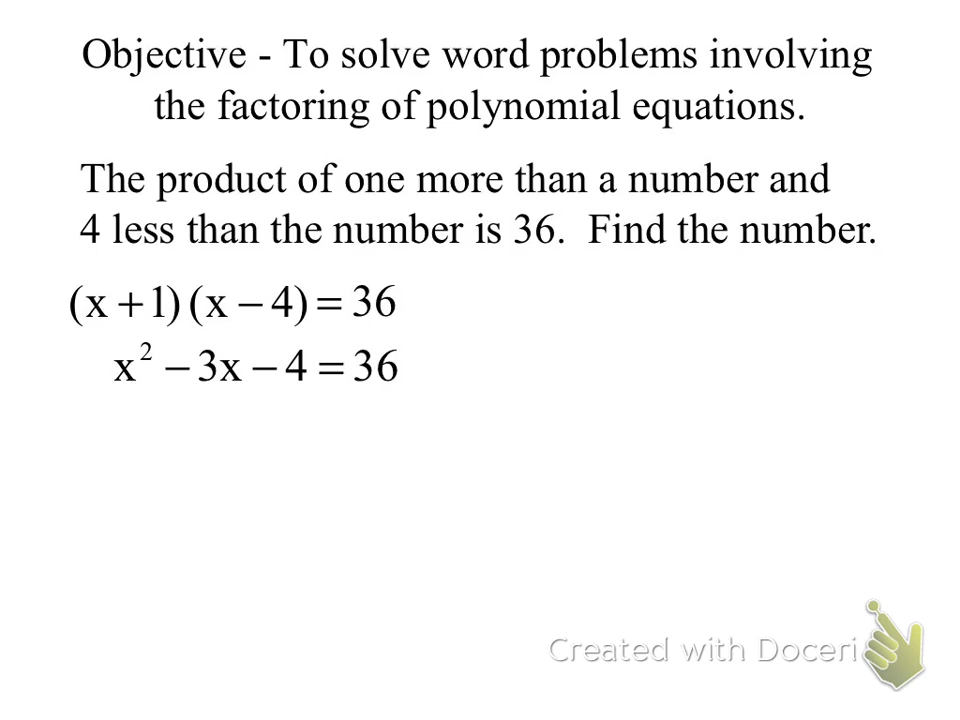 Objective - To solve word problems involving
the factoring of polynomial equations.
The product of one more than a number and
4 less than the number is 36.  Find the number.
(x + 1) (x − 4) = 36
x² − 3x − 4 = 36
Created with Doceri